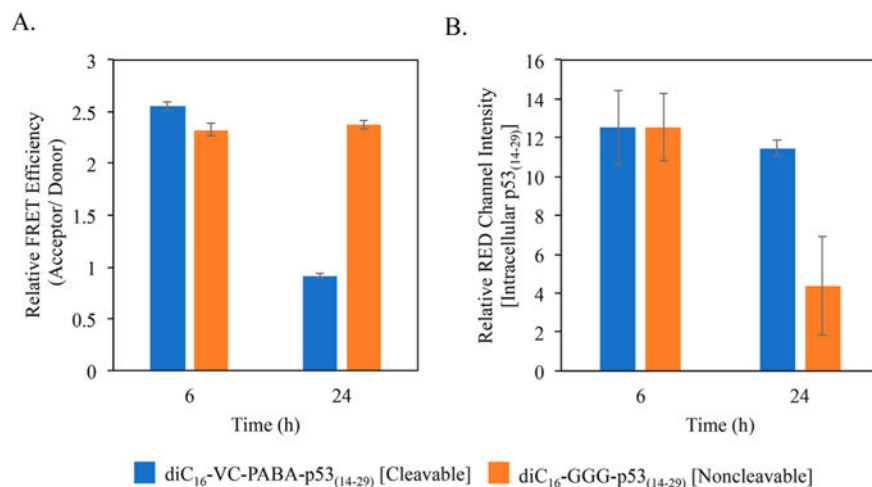 A.
Relative FRET Efficiency
(Acceptor/ Donor)
3
2.5
2
1.5
1
0.5
0
6
24
Time (h)
B.
Relative RED Channel Intensity
[Intracellular p53(14-29)]
16
14
12
10
8
6
4
2
0
6
24
Time (h)
diC16-VC-PABA-p53(14-29) [Cleavable]
diC16-GGG-p53(14-29) [Noncleavable]